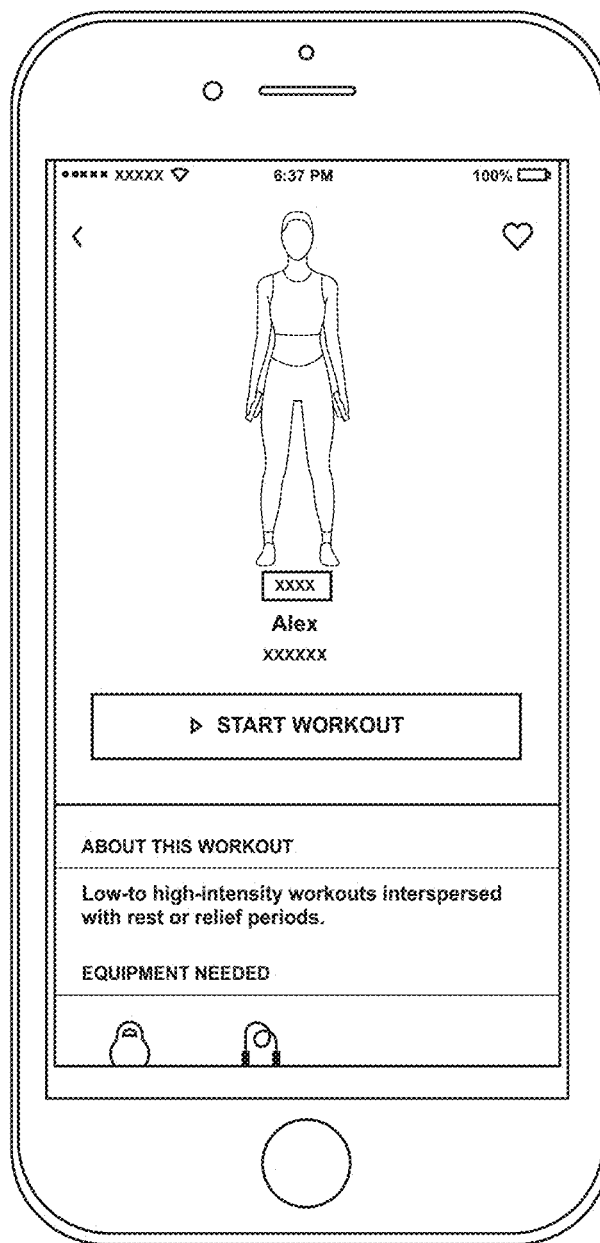 XXXXX 6:37 PM 100%
XXXX
Alex
XXXXXX
START WORKOUT
ABOUT THIS WORKOUT
Low-to high-intensity workouts interspersed
with rest or relief periods.
EQUIPMENT NEEDED